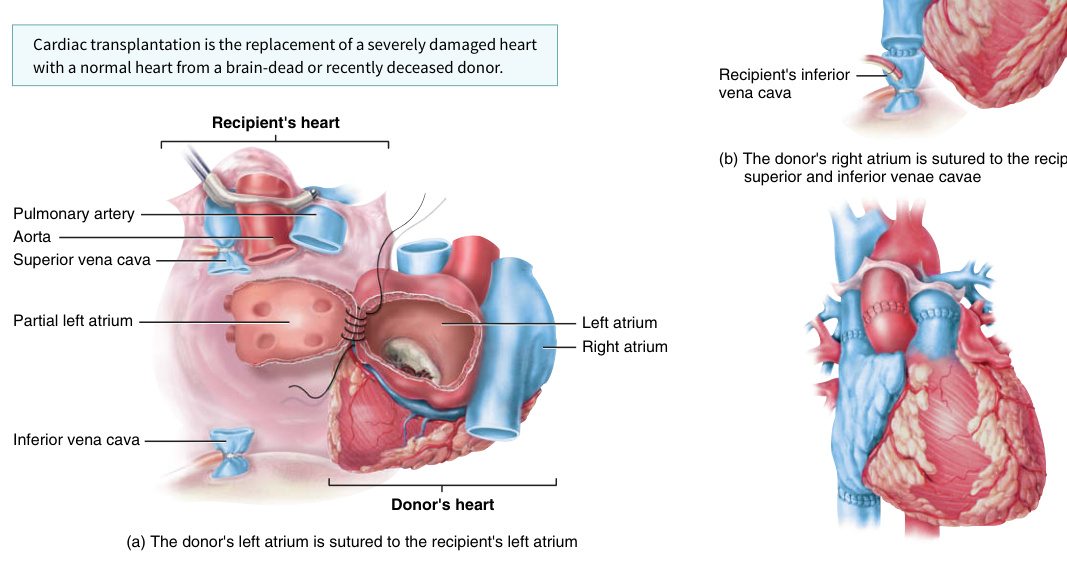 Cardiac transplantation is the replacement of a severely damaged heart
with a normal heart from a brain-dead or recently deceased donor.
Recipient's heart
Pulmonary artery
Aorta
Superior vena cava
Partial left atrium
Left atrium
Right atrium
Inferior vena cava
Donor's heart
(a) The donor's left atrium is sutured to the recipient's left atrium
Recipient's inferior
vena cava
(b) The donor's right atrium is sutured to the recip
superior and inferior venae cavae